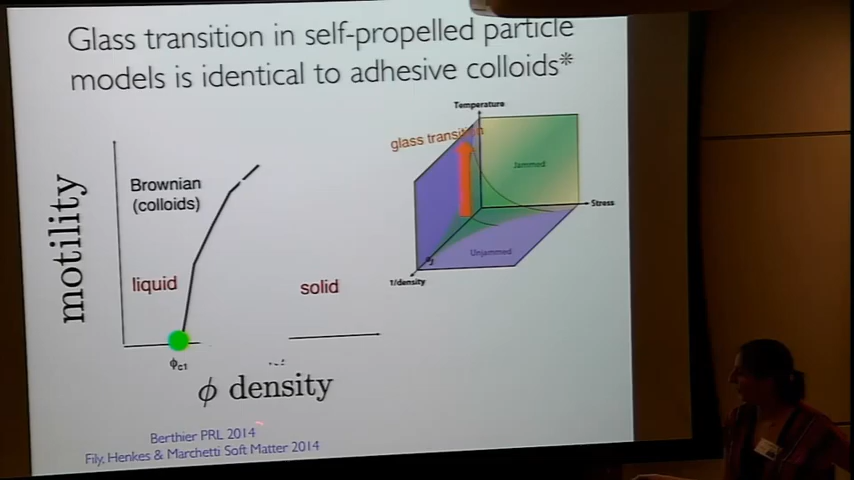 Glass transition in self-propelled particle
models is identical to adhesive colloids*
Temperature
glass transition
Jammed
Stress
Unjammed
1/density
motility
Brownian
(colloids)
liquid
solid
ϕc1
ϕ density
Berthier PRL 2014
Fily, Henkes & Marchetti Soft Matter 2014